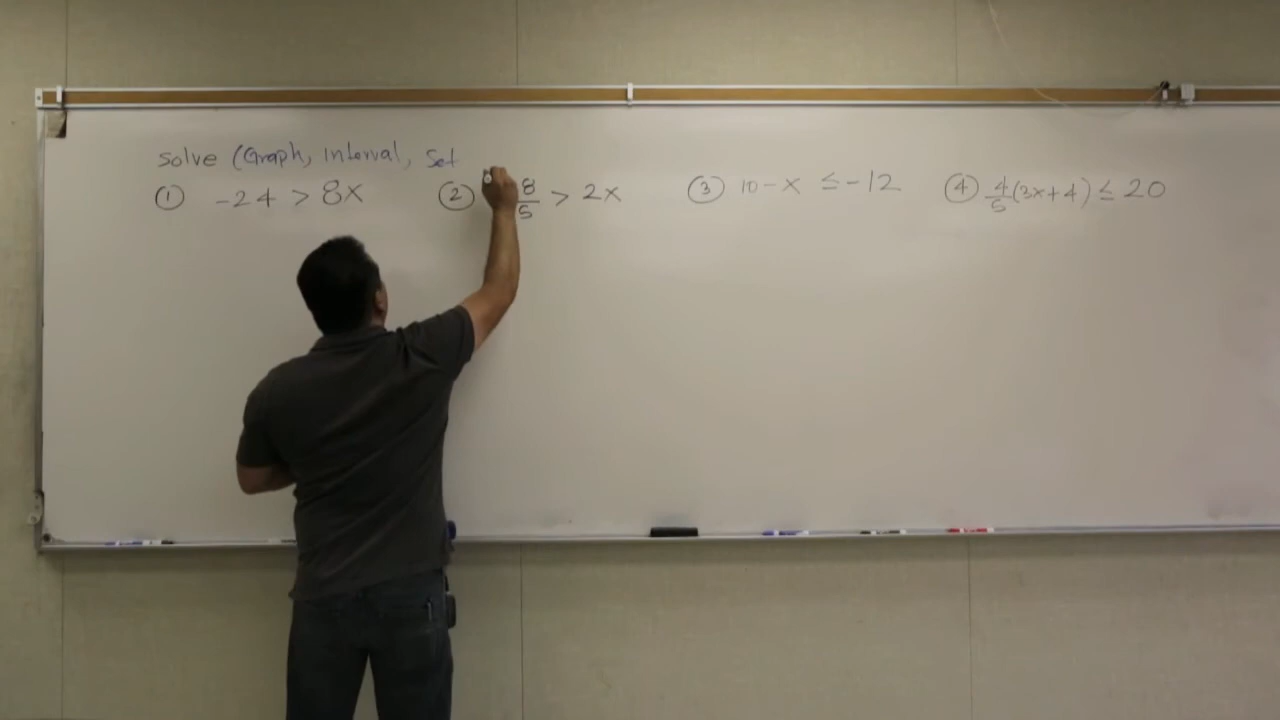 Solve (Graph, Interval, Set
① -24 > 8x ② 8/5 > 2x ③ 10 - x ≤ -12 ④ 4/5(3x+4) ≤ 20